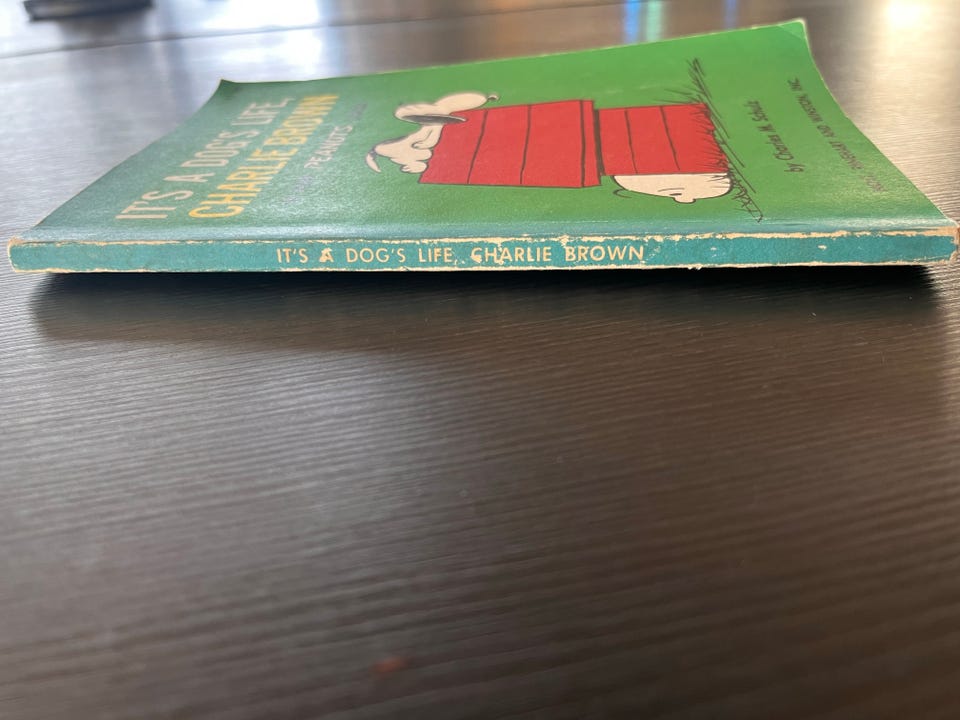 IT'S A DOG'S LIFE,
CHARLIE BROWN
PEANUTS
by Charles M. Schulz
HOLT, RINEHART AND WINSTON, INC.
IT'S A DOG'S LIFE, CHARLIE BROWN